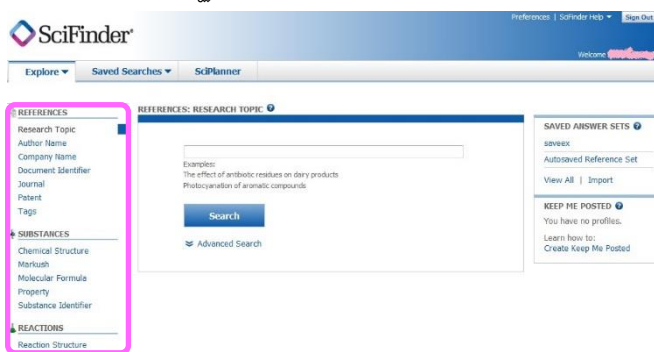 Preferences | SciFinder Help ▼ Sign Out
SciFinder®
Welcome
Explore ▼ Saved Searches ▼ SciPlanner
REFERENCES
Research Topic
Author Name
Company Name
Document Identifier
Journal
Patent
Tags
SUBSTANCES
Chemical Structure
Markush
Molecular Formula
Property
Substance Identifier
REACTIONS
Reaction Structure
REFERENCES: RESEARCH TOPIC ?
Examples:
The effect of antibiotic residues on dairy products
Photocyanation of aromatic compounds
Search
Advanced Search
SAVED ANSWER SETS ?
saveex
Autosaved Reference Set
View All | Import
KEEP ME POSTED ?
You have no profiles.
Learn how to:
Create Keep Me Posted